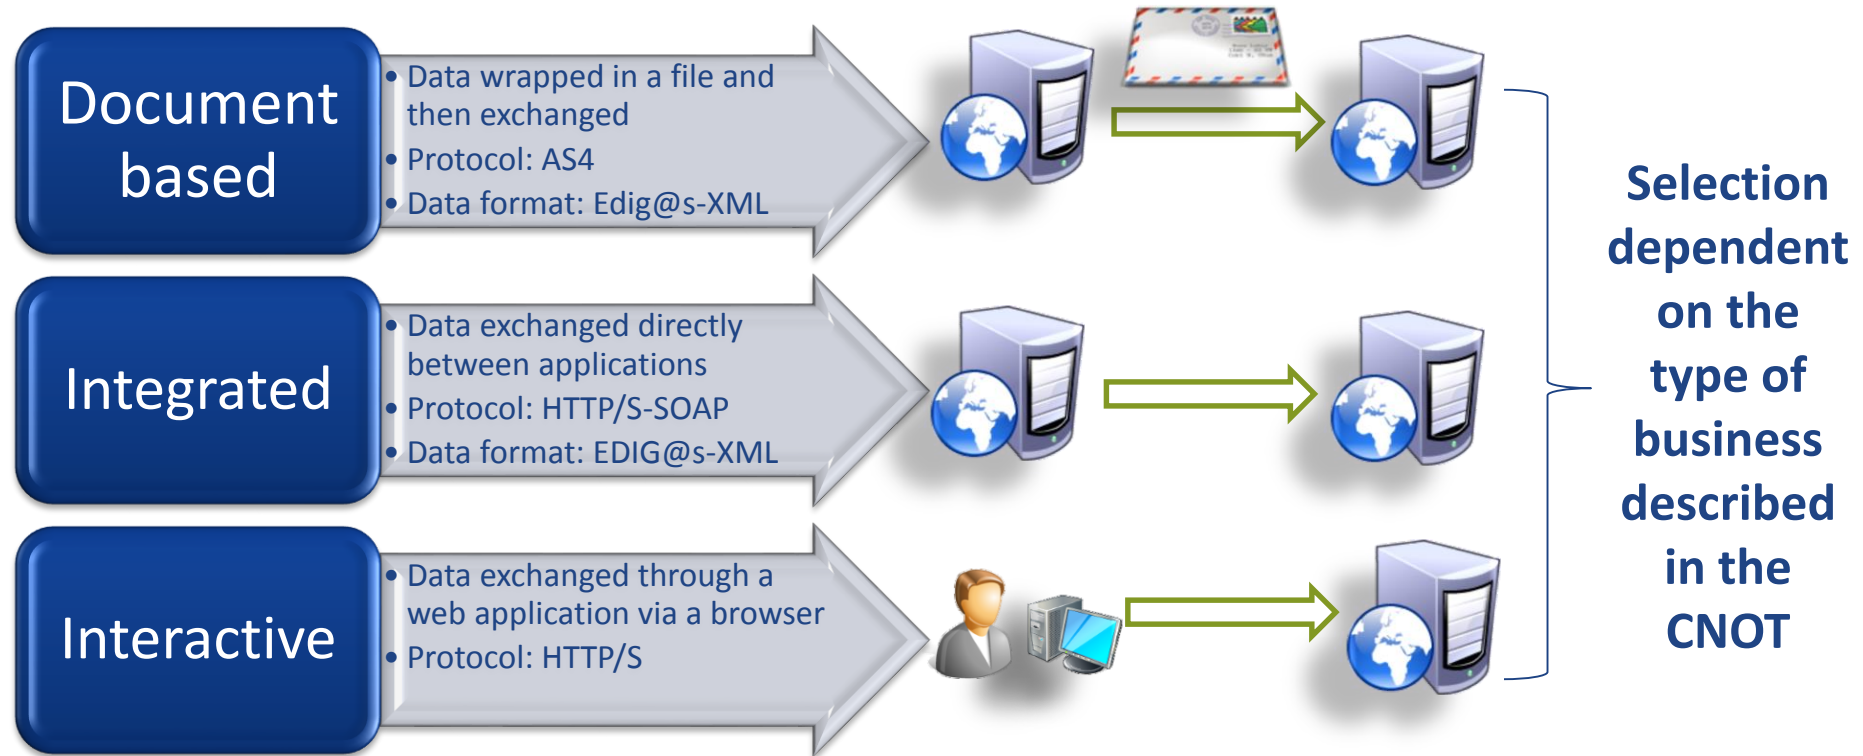 Document
based
• Data wrapped in a file and
then exchanged
• Protocol: AS4
• Data format: Edig@s-XML
Integrated
• Data exchanged directly
between applications
• Protocol: HTTP/S-SOAP
• Data format: EDIG@s-XML
Interactive
• Data exchanged through a
web application via a browser
• Protocol: HTTP/S
Selection
dependent
on the
type of
business
described
in the
CNOT